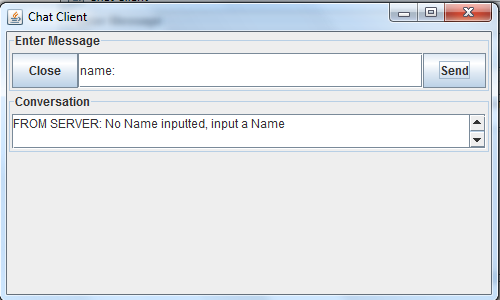 Chat Client
Enter Message
Close name: Send
Conversation
FROM SERVER: No Name inputted, input a Name